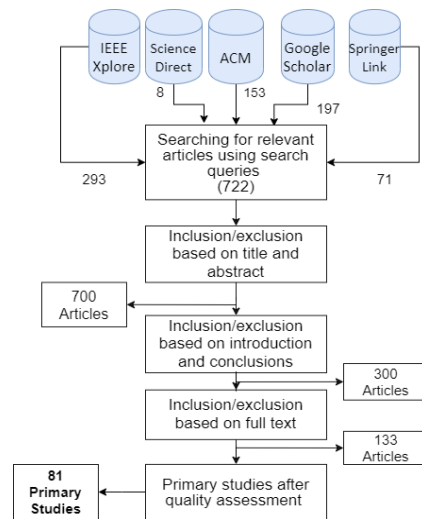 IEEE
Xplore
Science
Direct
ACM
Google
Scholar
Springer
Link
8
153
197
293
71
Searching for relevant
articles using search
queries
(722)
Inclusion/exclusion
based on title and
abstract
700
Articles
Inclusion/exclusion
based on introduction
and conclusions
300
Articles
Inclusion/exclusion
based on full text
133
Articles
81
Primary
Studies
Primary studies after
quality assessment